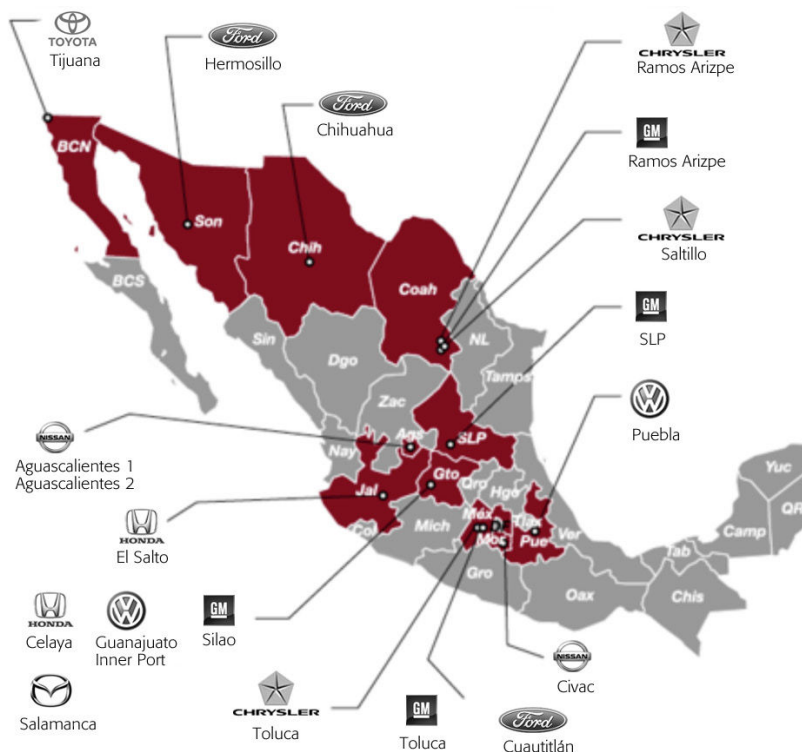 TOYOTA
Tijuana
Ford
Hermosillo
Ford
Chihuahua
CHRYSLER
Ramos Arizpe
GM
Ramos Arizpe
CHRYSLER
Saltillo
GM
SLP
Puebla
BCN
Son
Chih
Coah
BCS
Sin
Dgo
NL
Tamps
Zac
SLP
Ags
Nay
Jal
Gto
Qro
Hgo
Col
Mich
Méx
Tlax
Mor
Pue
Ver
Gro
Oax
Tab
Chis
Camp
Yuc
QR
NISSAN
Aguascalientes 1
Aguascalientes 2
HONDA
El Salto
HONDA
Celaya
Guanajuato
Inner Port
GM
Silao
Salamanca
CHRYSLER
Toluca
GM
Toluca
Ford
Cuautitlán
NISSAN
Civac